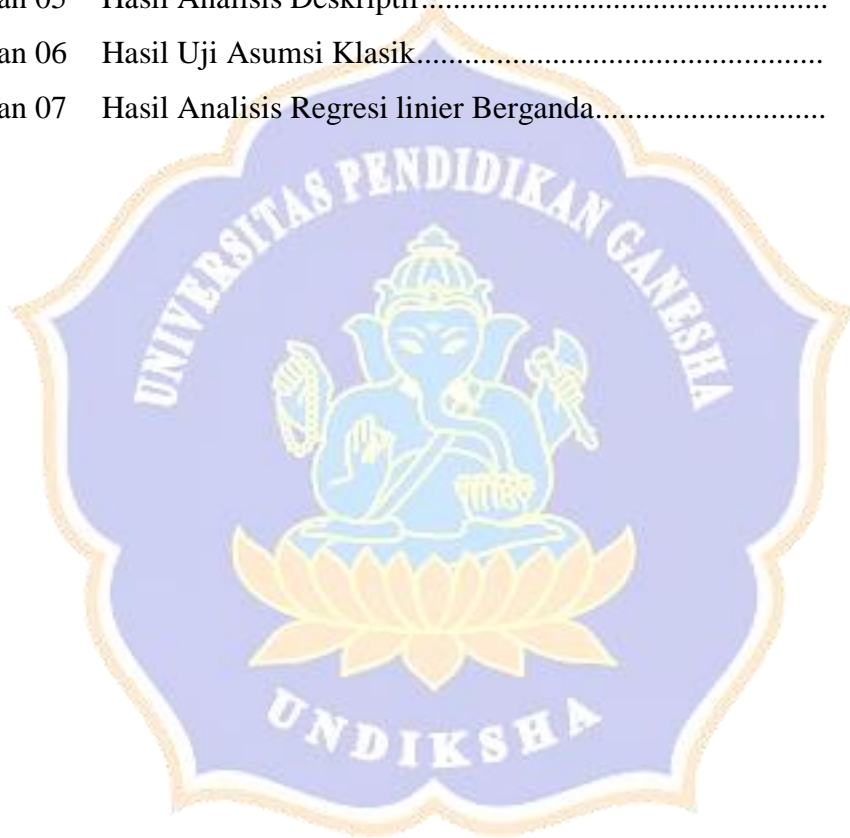 an 05 Hasil Analisis Deskriptif..................................................
an 06 Hasil Uji Asumsi Klasik..................................................
an 07 Hasil Analisis Regresi linier Berganda............................
UNIVERSITAS PENDIDIKAN GANESHA
UNDIKSHA